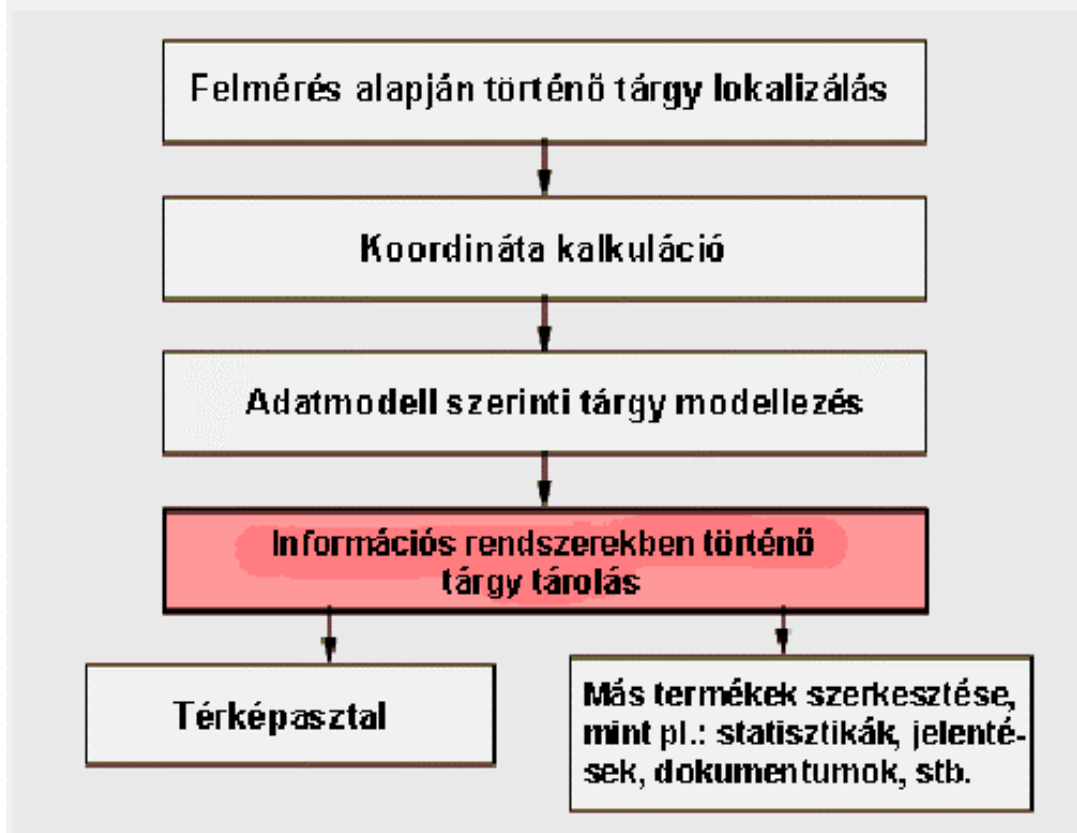 Felmérés alapján történő tárgy lokalizálás
Koordináta kalkuláció
Adatmodell szerinti tárgy modellezés
Információs rendszerekben történő
tárgy tárolás
Térképasztal
Más termékek szerkesztése,
mint pl.: statisztikák, jelenté-
sek, dokumentumok, stb.